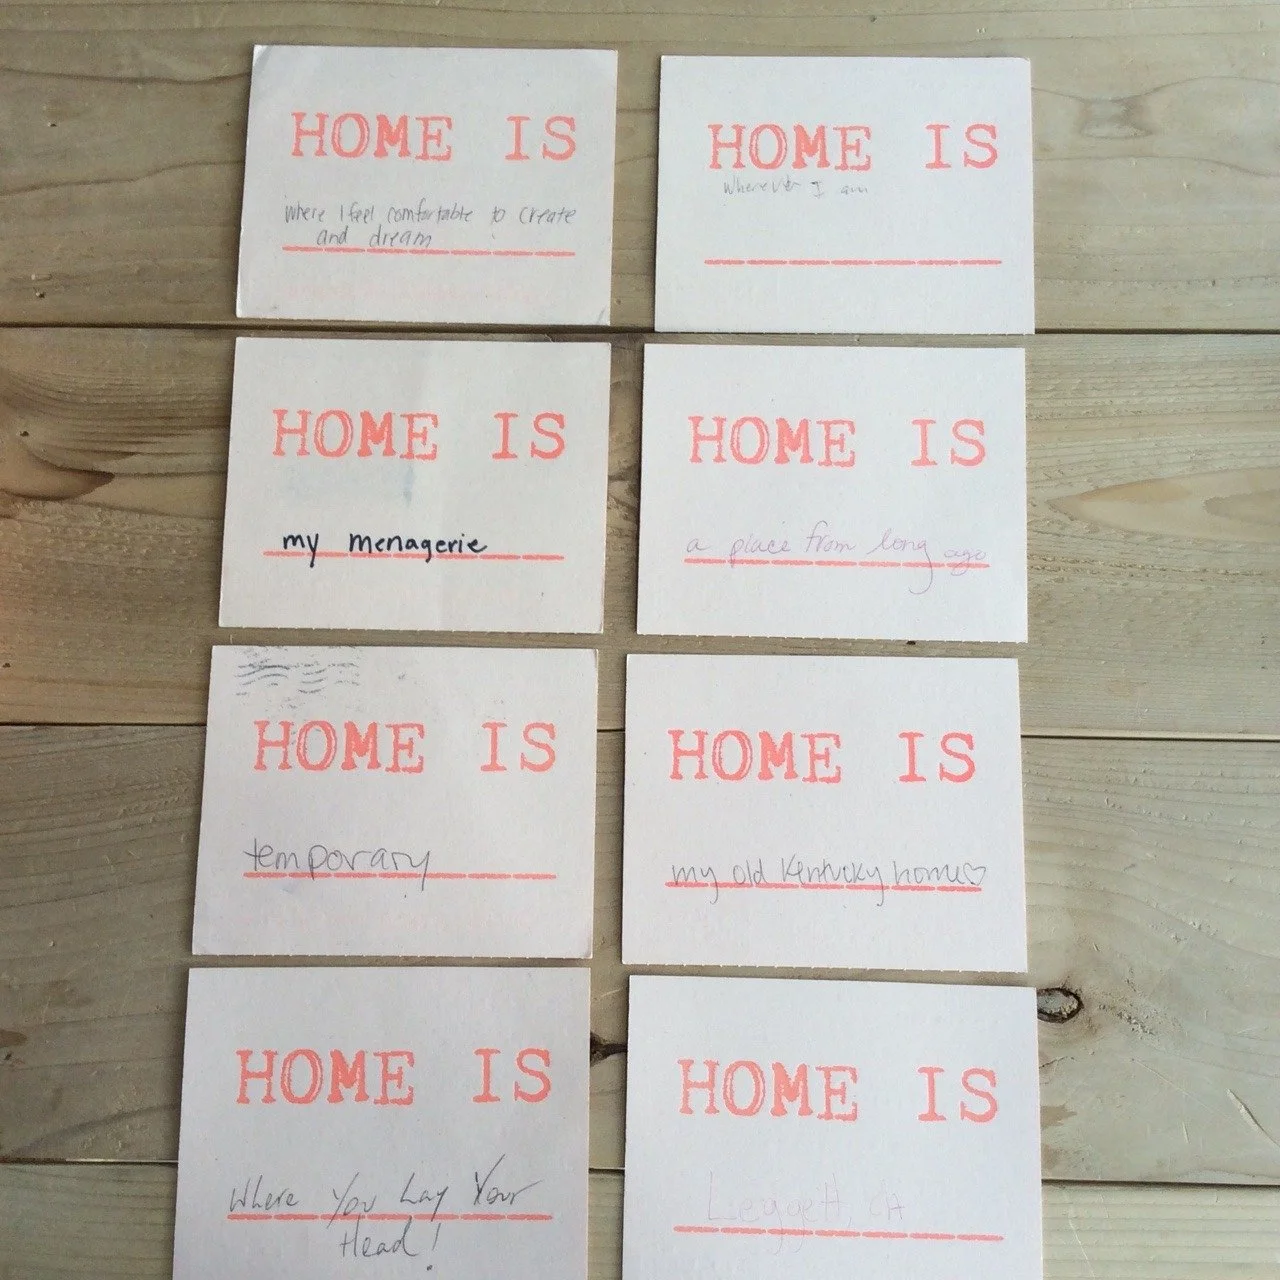 HOME IS
where I feel comfortable to create
and dream
HOME IS
wherever I am
HOME IS
my menagerie
HOME IS
a place from long ago
HOME IS
temporary
HOME IS
my old Kentucky home♡
HOME IS
Where You Lay Your
Head!
HOME IS
Leggett, CA